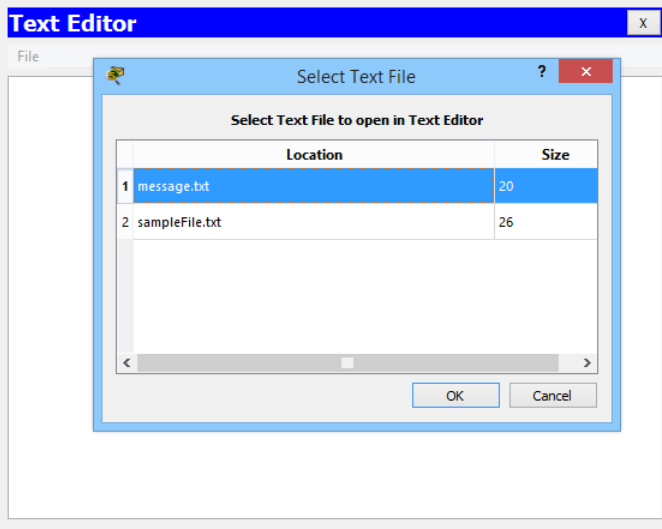 Text Editor X
File
Select Text File ?
Select Text File to open in Text Editor
Location Size
1 message.txt 20
2 sampleFile.txt 26
OK Cancel